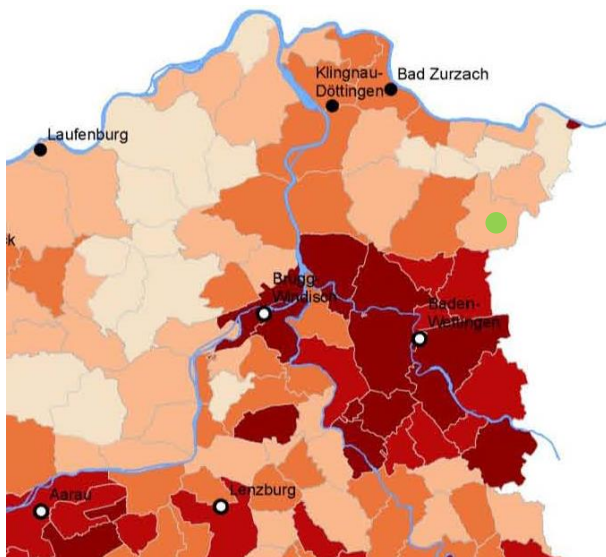 Klingnau-
Döttingen
Bad Zurzach
Laufenburg
k
Brugg-
Windisch
Baden-
Wettingen
Aarau
Lenzburg